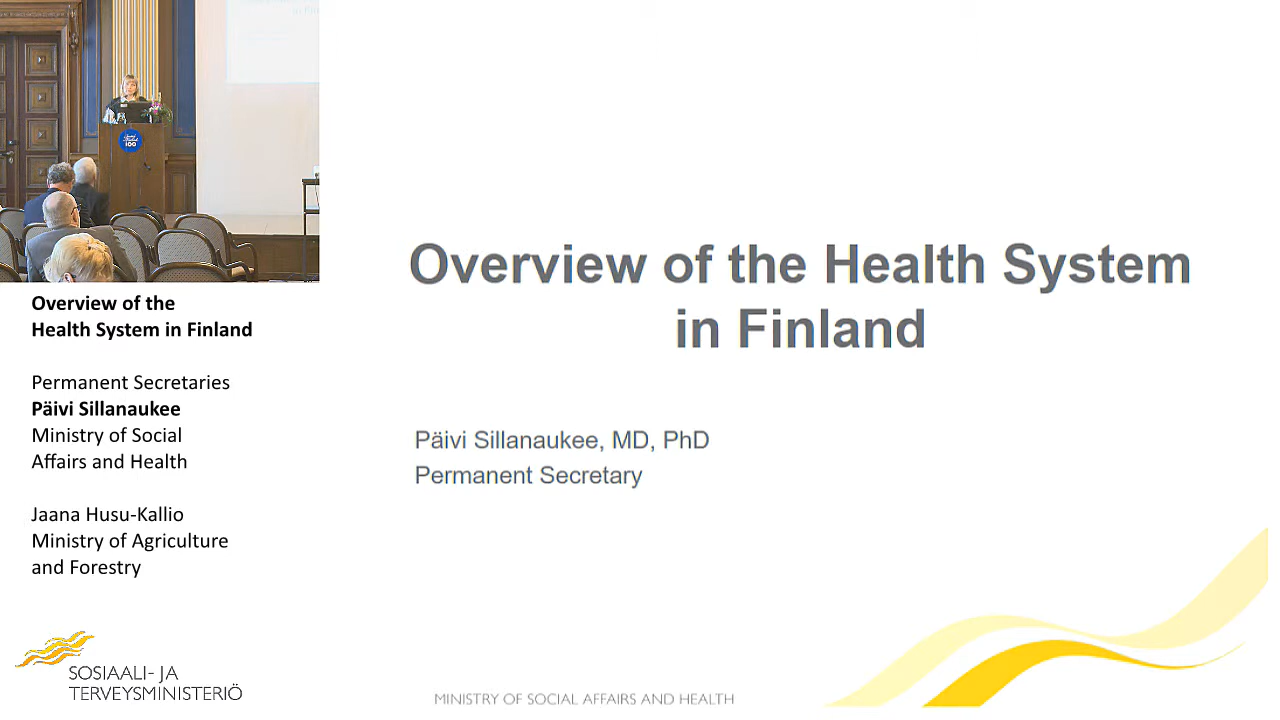 Overview of the
Health System in Finland
Permanent Secretaries
Päivi Sillanaukee
Ministry of Social
Affairs and Health
Jaana Husu-Kallio
Ministry of Agriculture
and Forestry
SOSIAALI- JA
TERVEYSMINISTERIÖ
Overview of the Health System
in Finland
Päivi Sillanaukee, MD, PhD
Permanent Secretary
MINISTRY OF SOCIAL AFFAIRS AND HEALTH
100